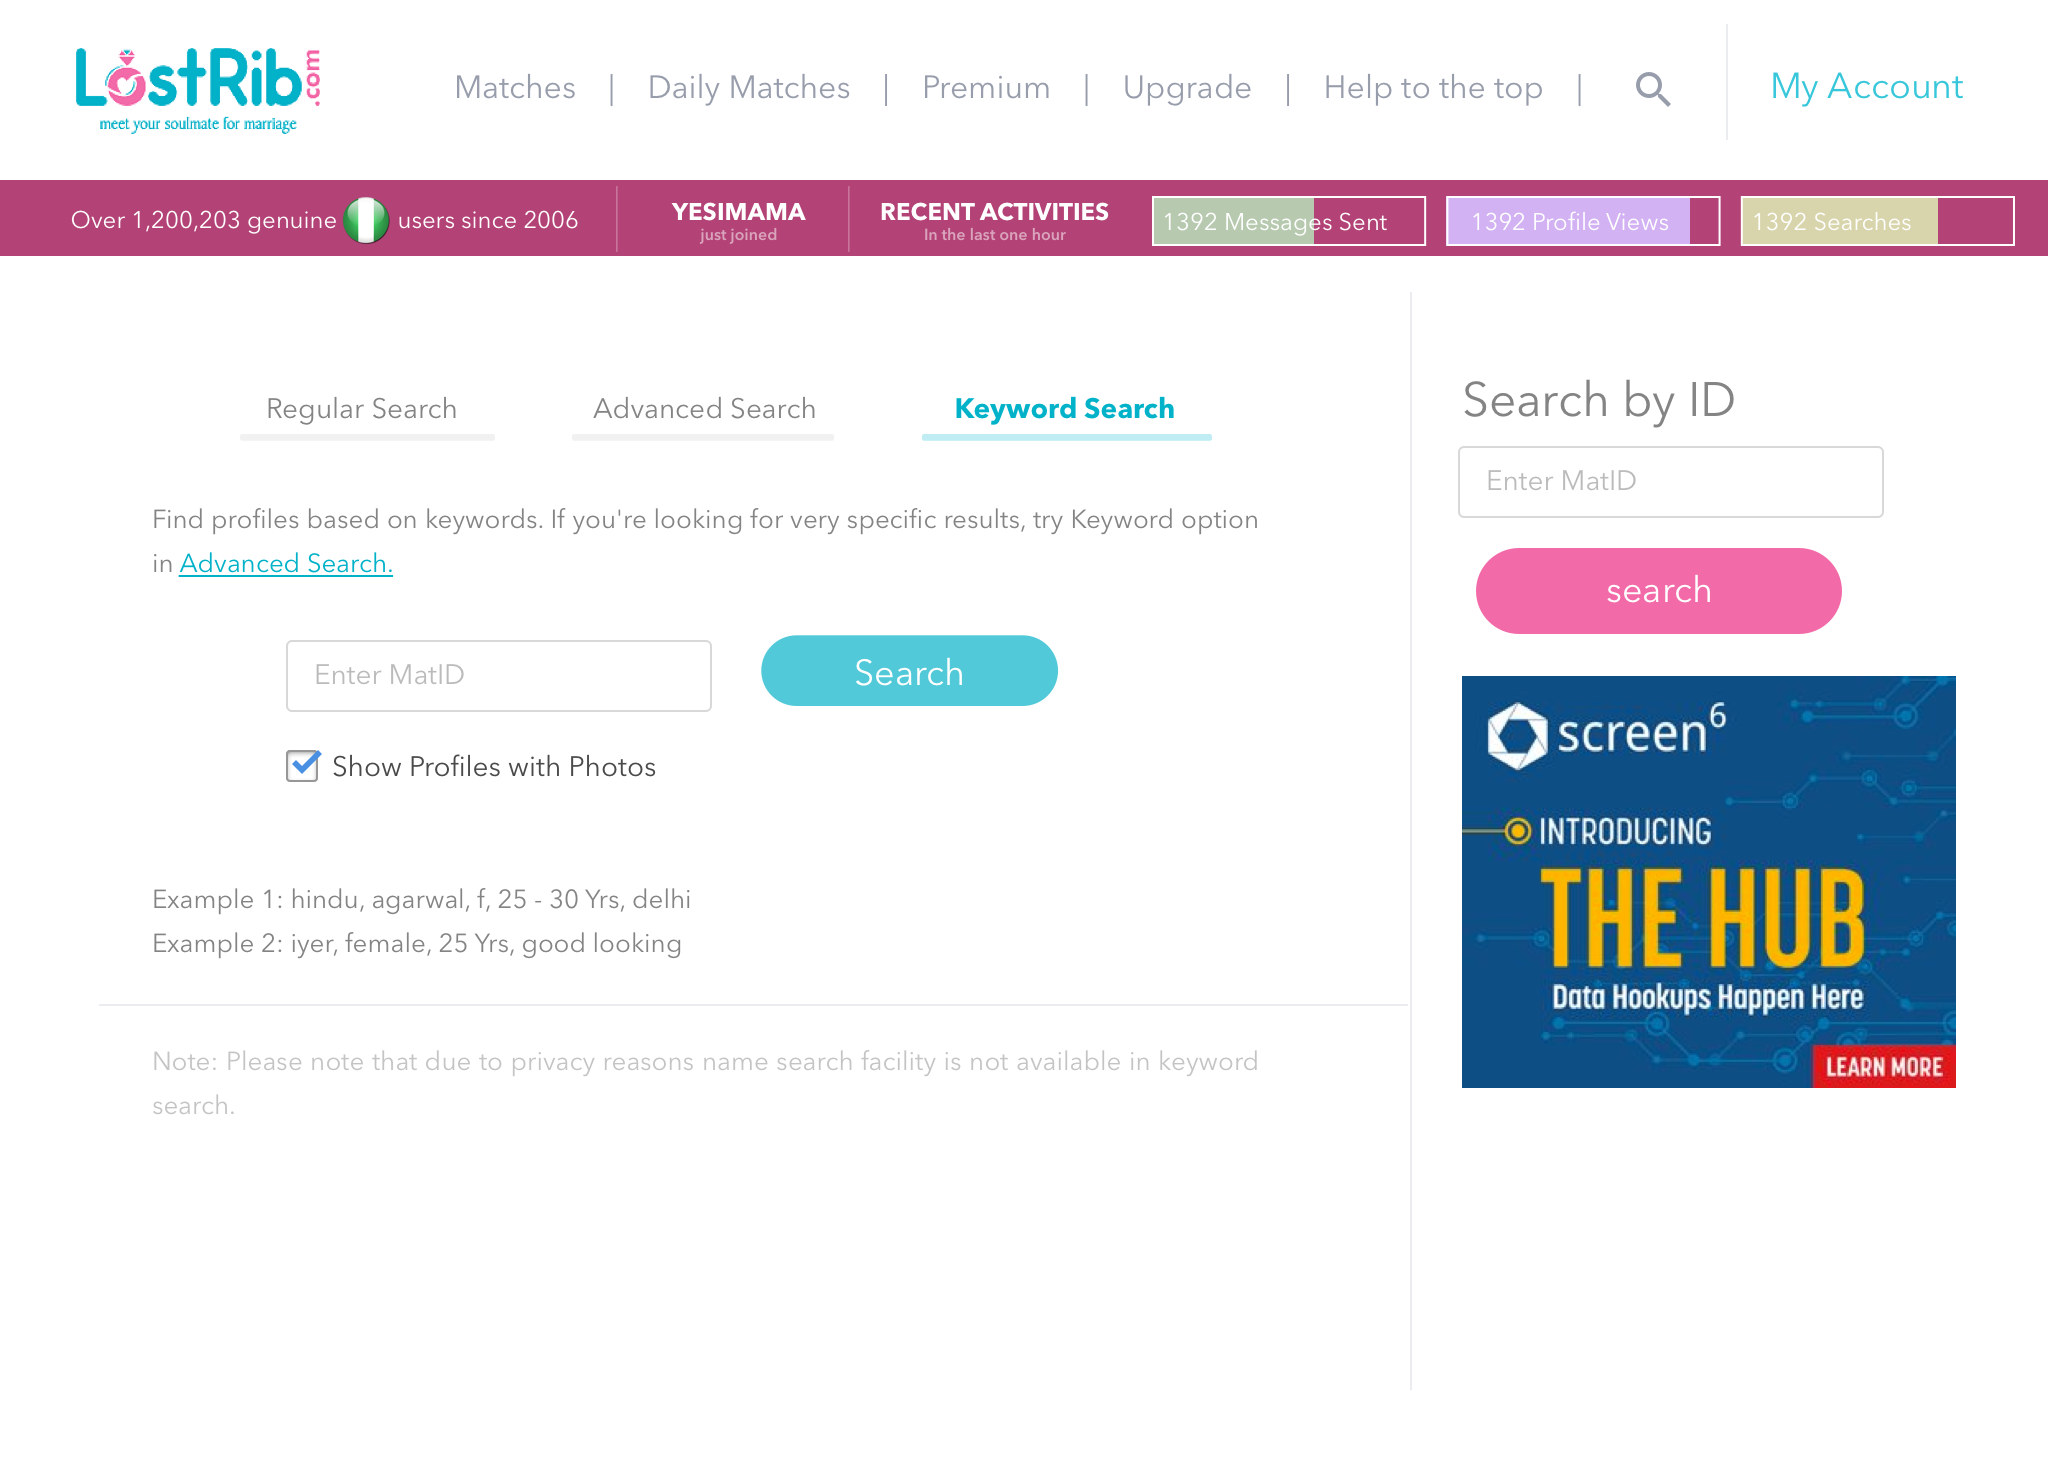 LostRib.com
meet your soulmate for marriage
Matches | Daily Matches | Premium | Upgrade | Help to the top |
My Account
Over 1,200,203 genuine users since 2006
YESIMAMA
just joined
RECENT ACTIVITIES
In the last one hour
1392 Messages Sent
1392 Profile Views
1392 Searches
Regular Search
Advanced Search
Keyword Search
Find profiles based on keywords. If you're looking for very specific results, try Keyword option
in Advanced Search.
Enter MatID
Search
Show Profiles with Photos
Example 1: hindu, agarwal, f, 25 - 30 Yrs, delhi
Example 2: iyer, female, 25 Yrs, good looking
Note: Please note that due to privacy reasons name search facility is not available in keyword
search.
Search by ID
Enter MatID
search
screen6
INTRODUCING
THE HUB
Data Hookups Happen Here
LEARN MORE